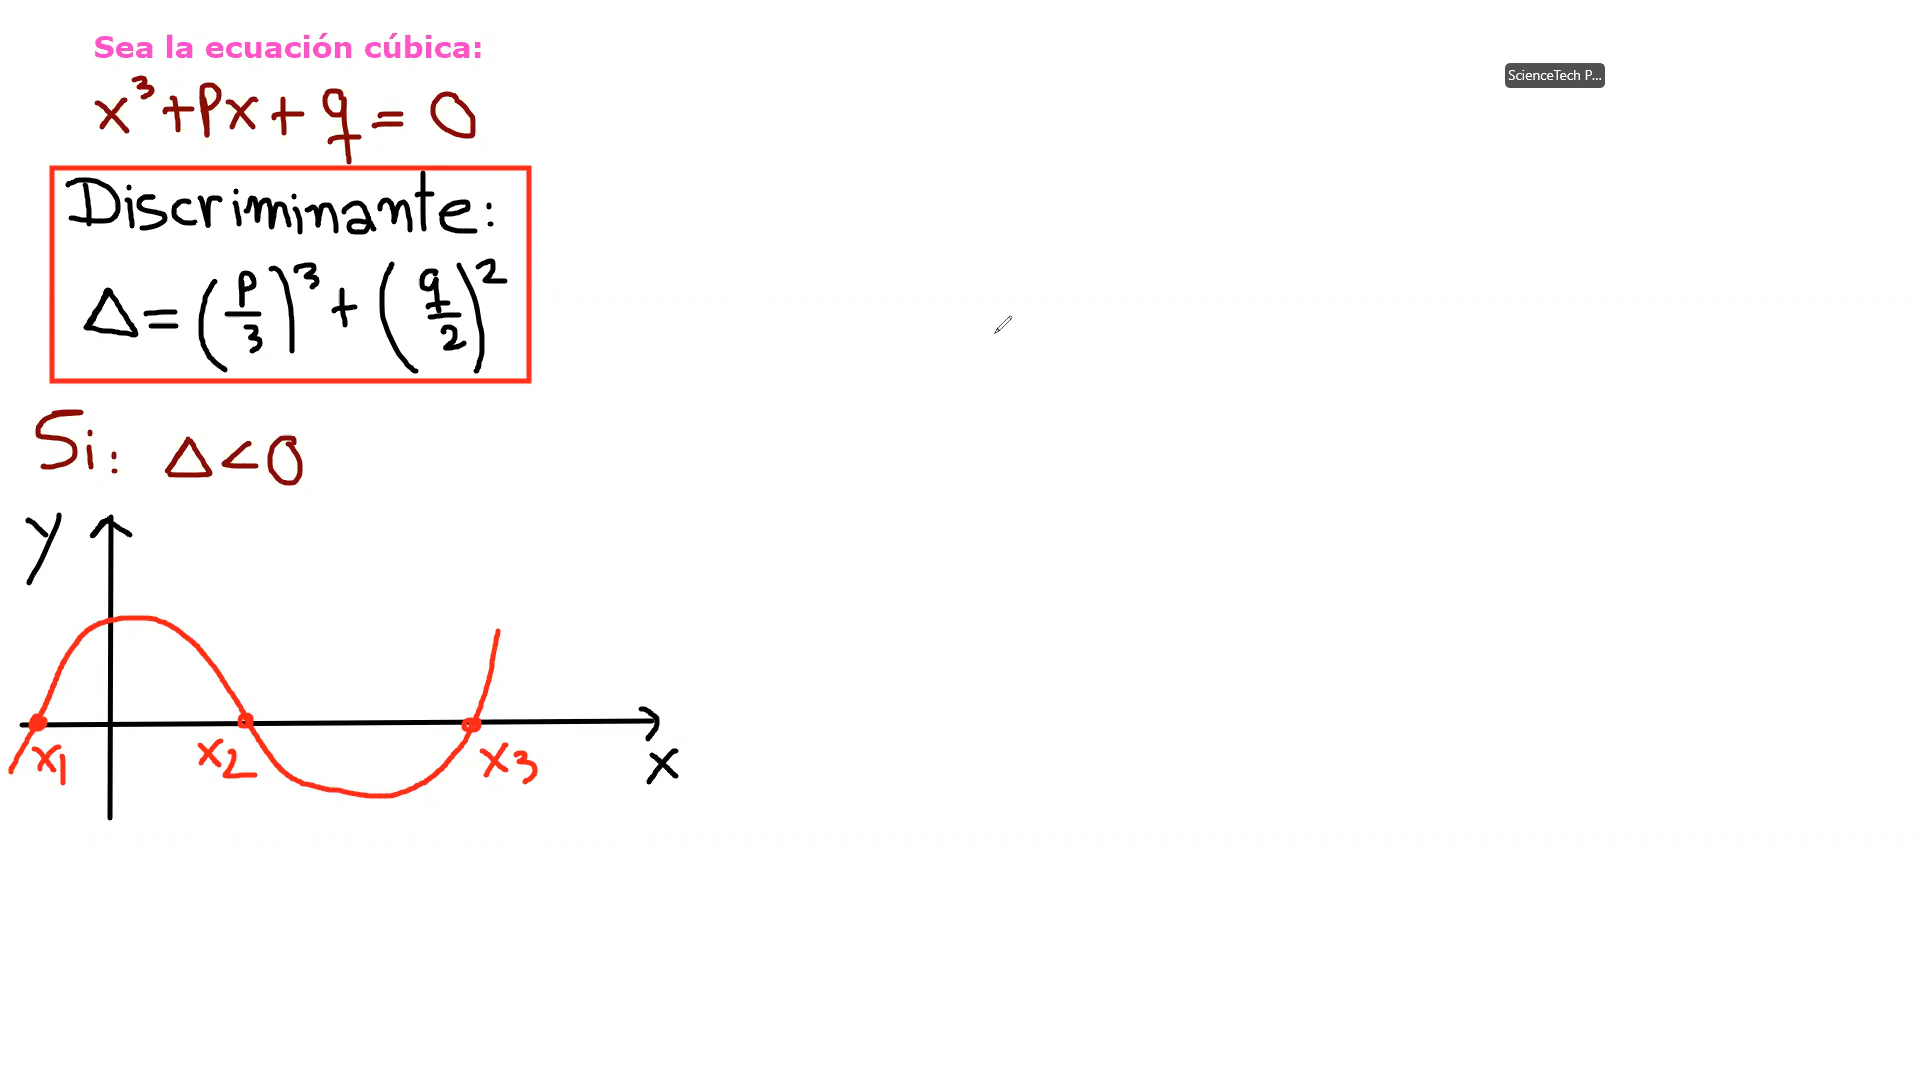 Sea la ecuación cúbica:
x³+px+q=0
Discriminante:
Δ=(p/3)³+(q/2)²
Si: Δ<0
y
x₁ x₂ x₃ x
ScienceTech P...